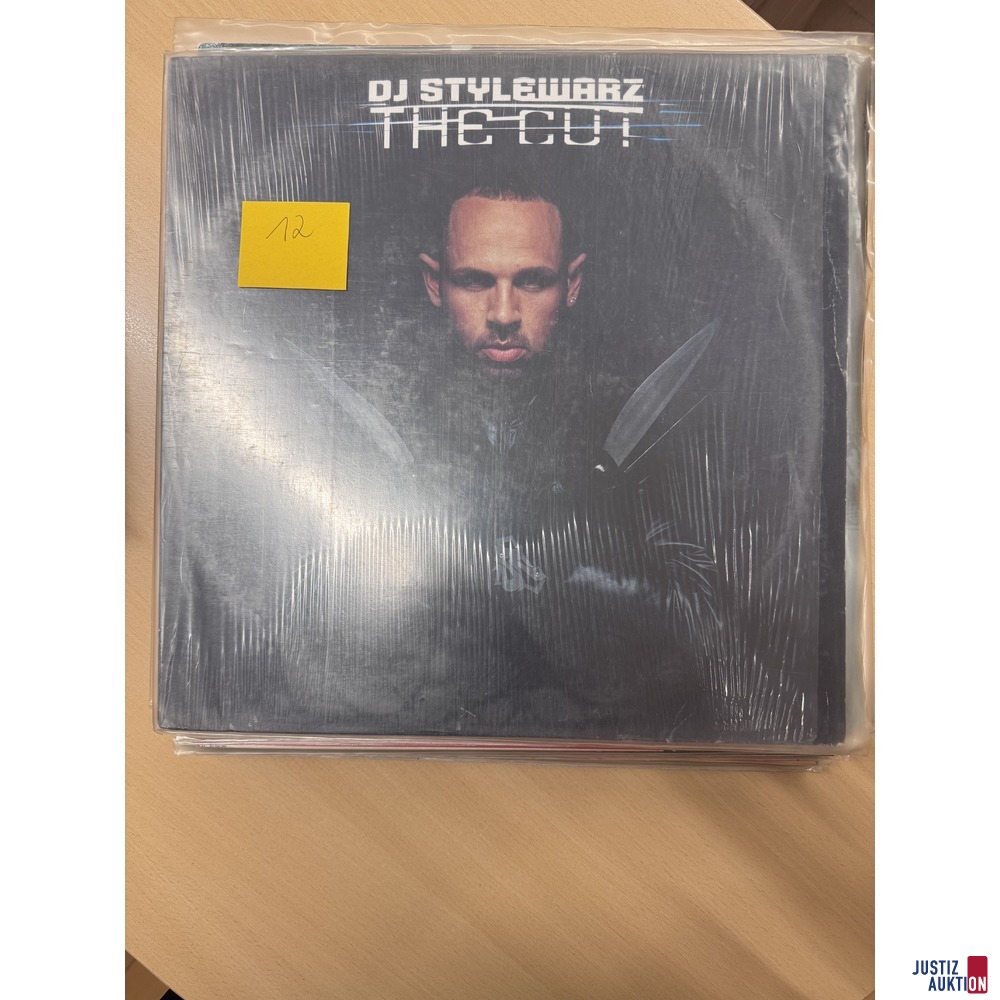 DJ STYLEWARZ
THE CUT
12
JUSTIZ
AUKTION